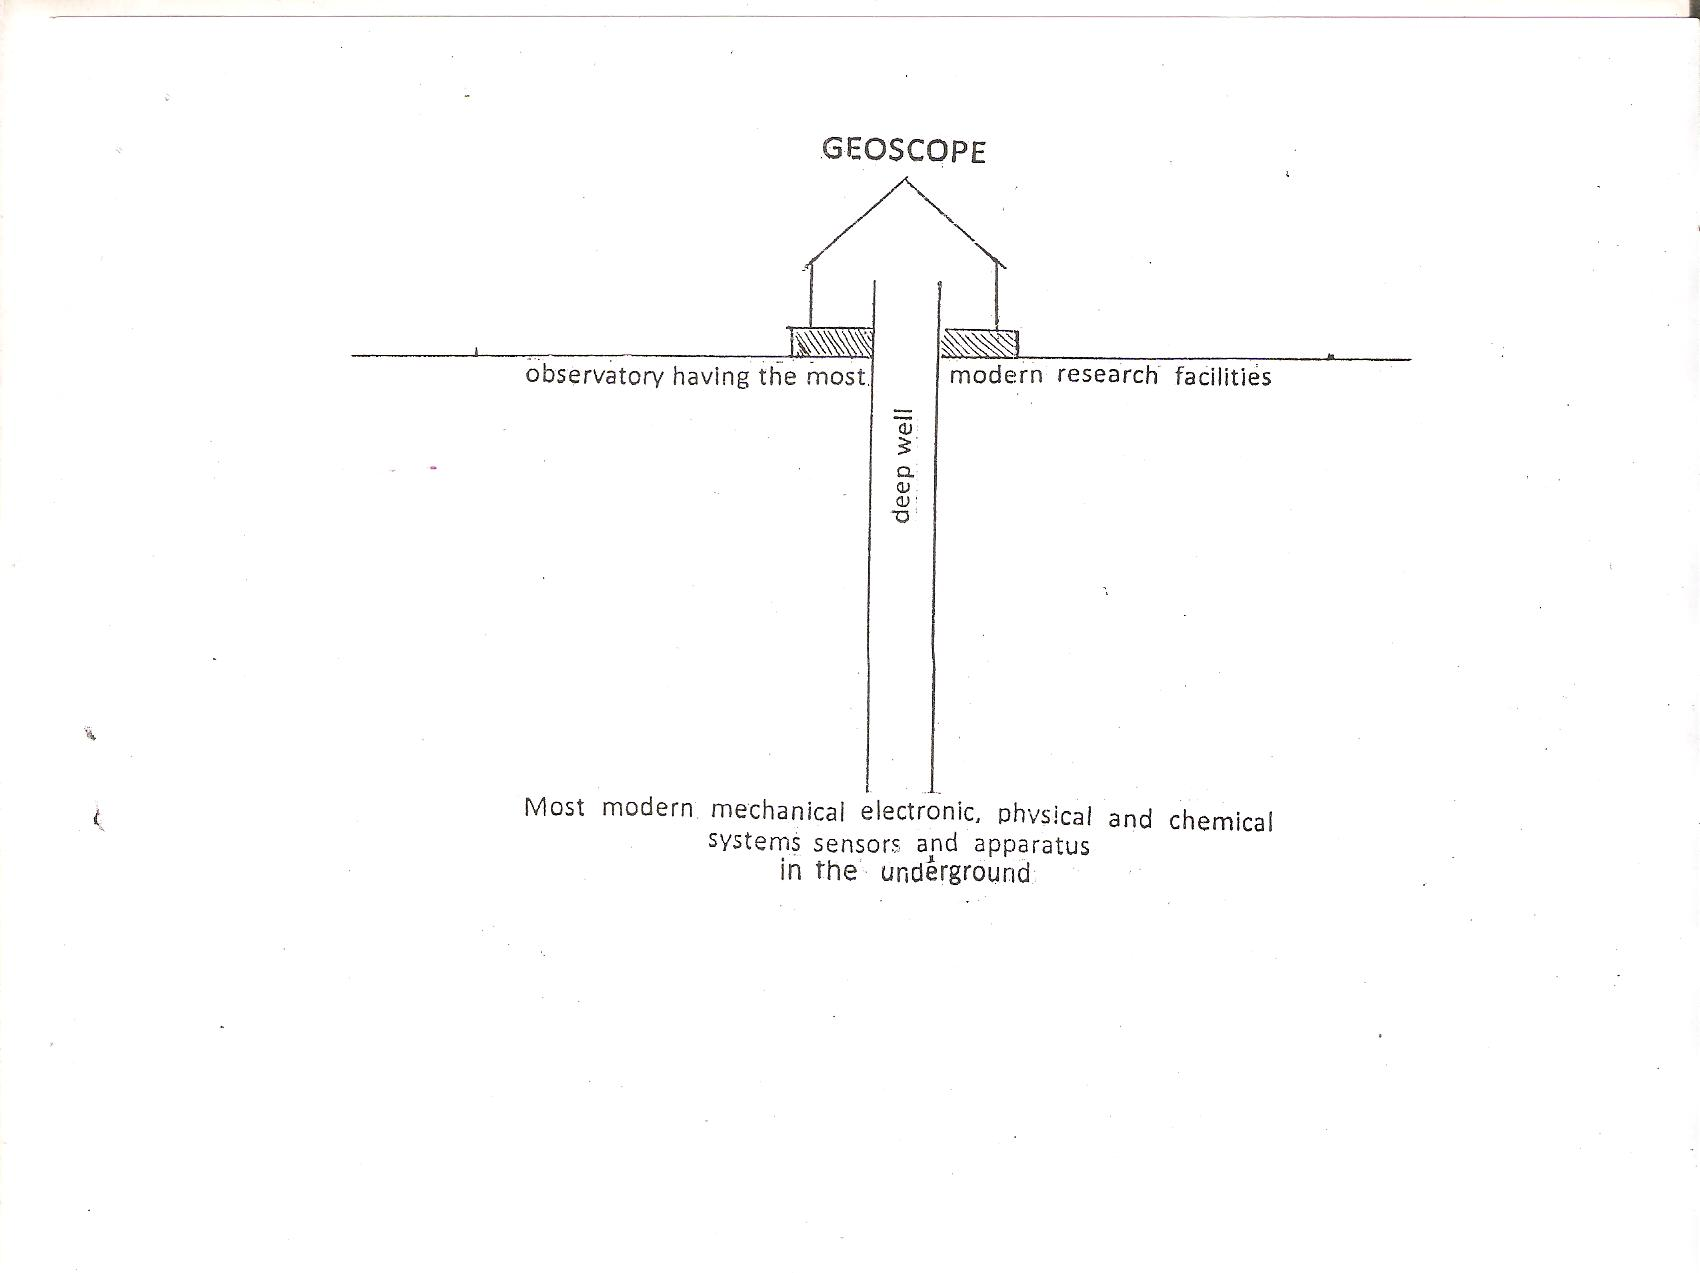 GEOSCOPE
observatory having the most modern research facilities
deep well
Most modern mechanical electronic, physical and chemical
systems sensors and apparatus
in the underground